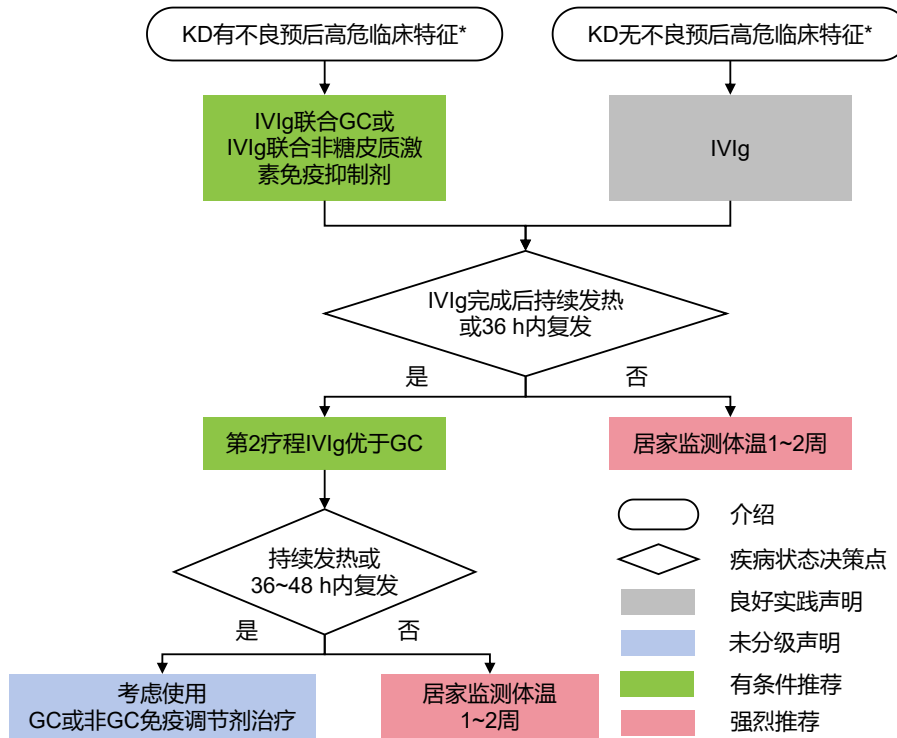 KD有不良预后高危临床特征*
KD无不良预后高危临床特征*
IVIg联合GC或
IVIg联合非糖皮质激
素免疫抑制剂
IVIg
IVIg完成后持续发热
或36 h内复发
是
否
第2疗程IVIg优于GC
居家监测体温1~2周
持续发热或
36~48 h内复发
是
否
考虑使用
GC或非GC免疫调节剂治疗
居家监测体温
1~2周
介绍
疾病状态决策点
良好实践声明
未分级声明
有条件推荐
强烈推荐